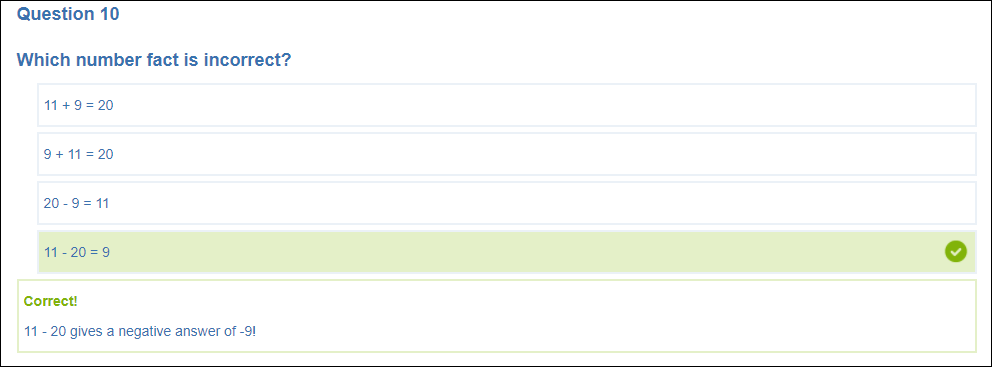 Question 10
Which number fact is incorrect?
11 + 9 = 20
9 + 11 = 20
20 - 9 = 11
11 - 20 = 9
Correct!
11 - 20 gives a negative answer of -9!